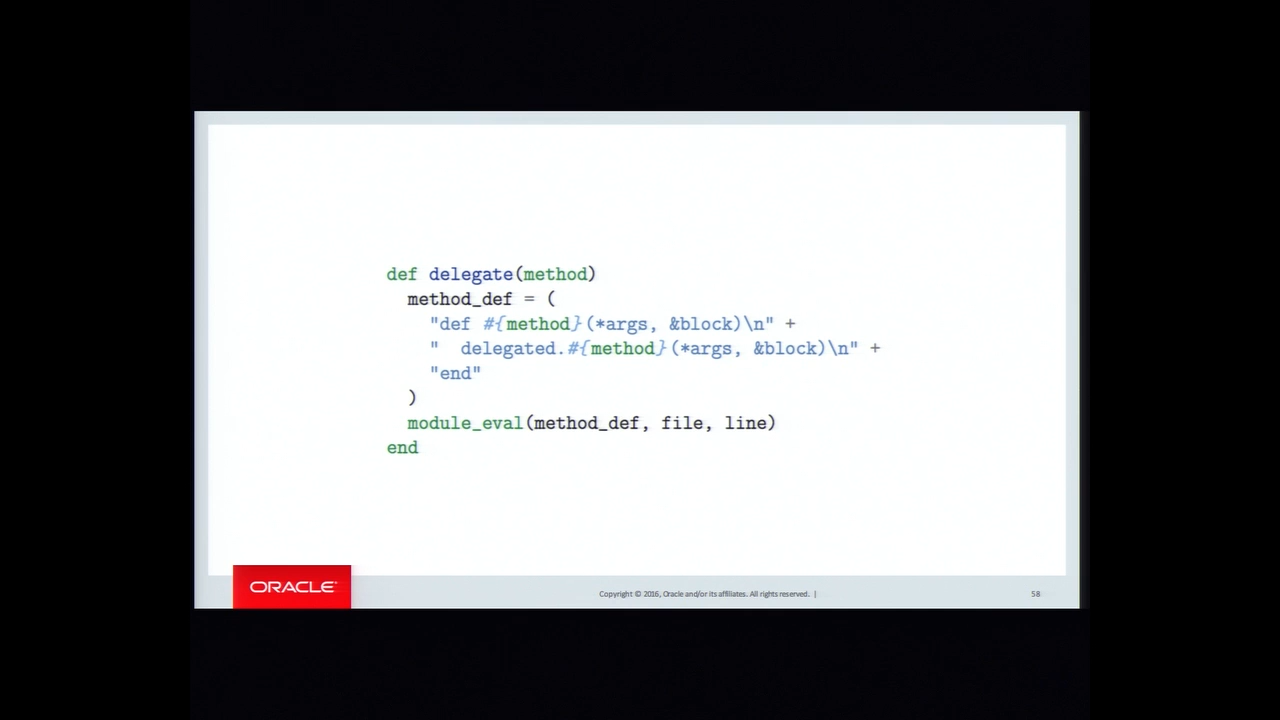 def delegate(method)
  method_def = (
    "def #{method}(*args, &block)\n" +
    "  delegated.#{method}(*args, &block)\n" +
    "end"
  )
  module_eval(method_def, file, line)
end
ORACLE
Copyright © 2016, Oracle and/or its affiliates. All rights reserved. |
58